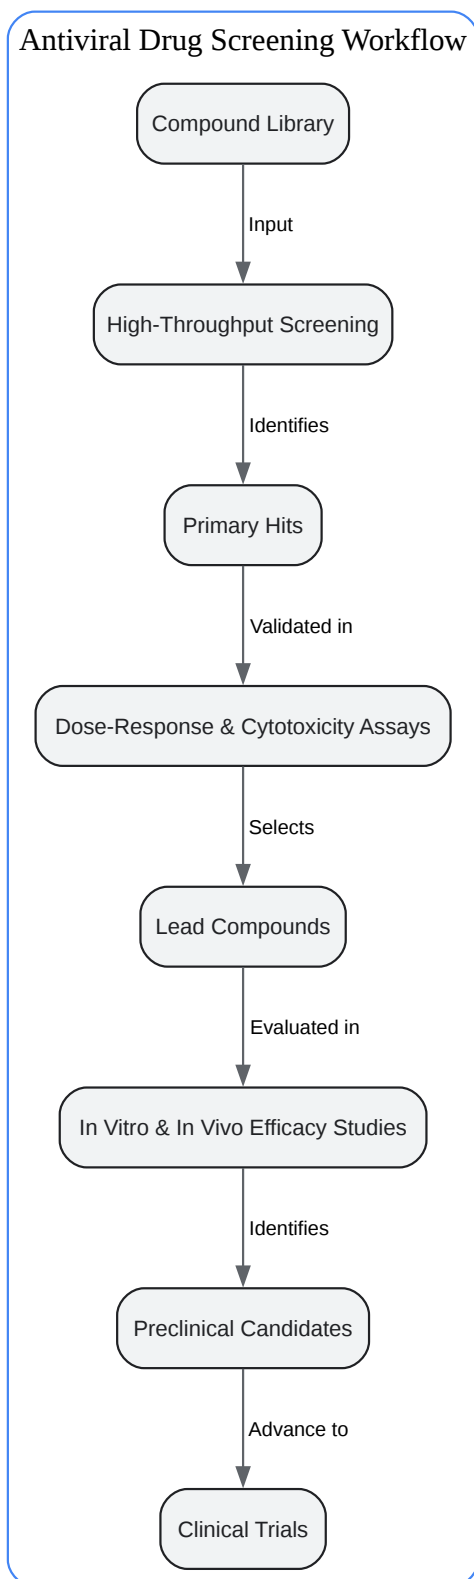 Antiviral Drug Screening Workflow
Compound Library
Input
High-Throughput Screening
Identifies
Primary Hits
Validated in
Dose-Response & Cytotoxicity Assays
Selects
Lead Compounds
Evaluated in
In Vitro & In Vivo Efficacy Studies
Identifies
Preclinical Candidates
Advance to
Clinical Trials